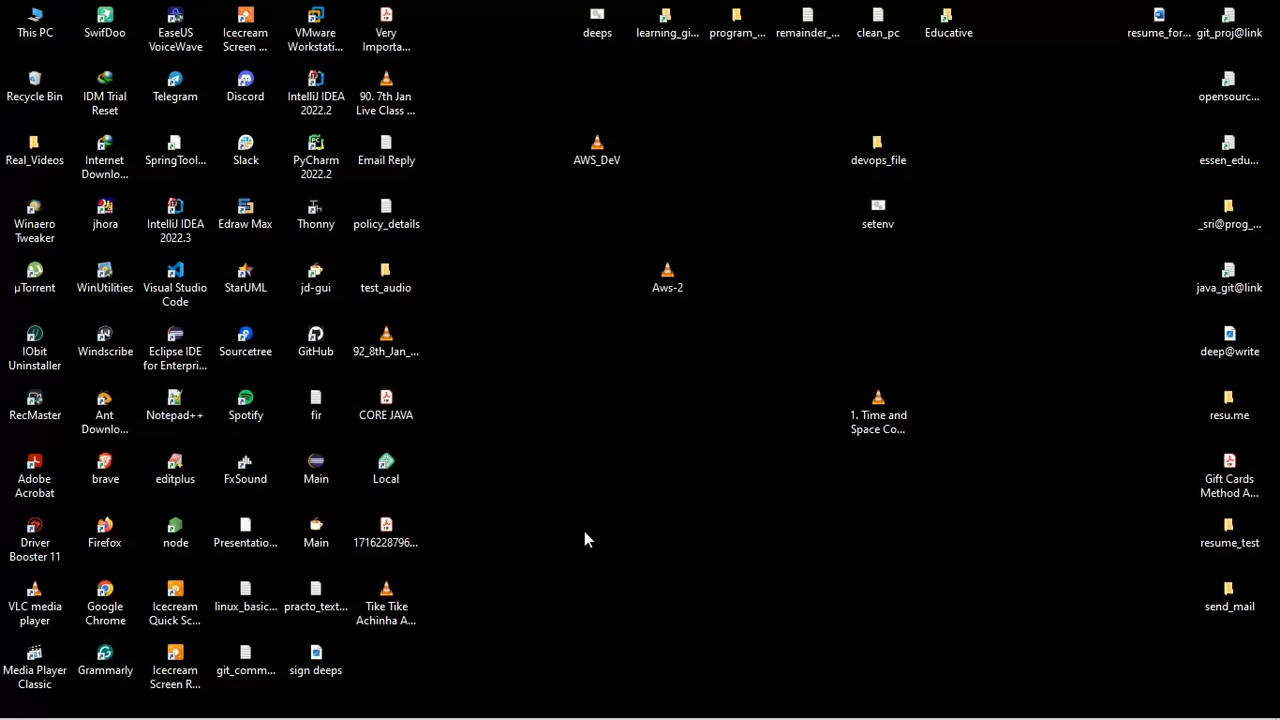 This PC
SwifDoo
EaseUS
VoiceWave
Icecream
Screen ...
VMware
Workstati...
Very
Importa...
deeps
learning_gi...
program_...
remainder_...
clean_pc
Educative
resume_for...
git_proj@link
Recycle Bin
IDM Trial
Reset
Telegram
Discord
IntelliJ IDEA
2022.2
90. 7th Jan
Live Class ...
opensourc...
Real_Videos
Internet
Downlo...
SpringTool...
Slack
PyCharm
2022.2
Email Reply
AWS_DeV
devops_file
essen_edu...
Winaero
Tweaker
jhora
IntelliJ IDEA
2022.3
Edraw Max
Thonny
policy_details
setenv
_sri@prog_...
µTorrent
WinUtilities
Visual Studio
Code
StarUML
jd-gui
test_audio
Aws-2
java_git@link
IObit
Uninstaller
Windscribe
Eclipse IDE
for Enterpri...
Sourcetree
GitHub
92_8th_Jan_...
deep@write
RecMaster
Ant
Downlo...
Notepad++
Spotify
fir
CORE JAVA
1. Time and
Space Co...
resu.me
Adobe
Acrobat
brave
editplus
FxSound
Main
Local
Gift Cards
Method A...
Driver
Booster 11
Firefox
node
Presentatio...
Main
1716228796...
resume_test
VLC media
player
Google
Chrome
Icecream
Quick Sc...
linux_basic...
practo_text...
Tike Tike
Achinha A...
send_mail
Media Player
Classic
Grammarly
Icecream
Screen R...
git_comm...
sign deeps